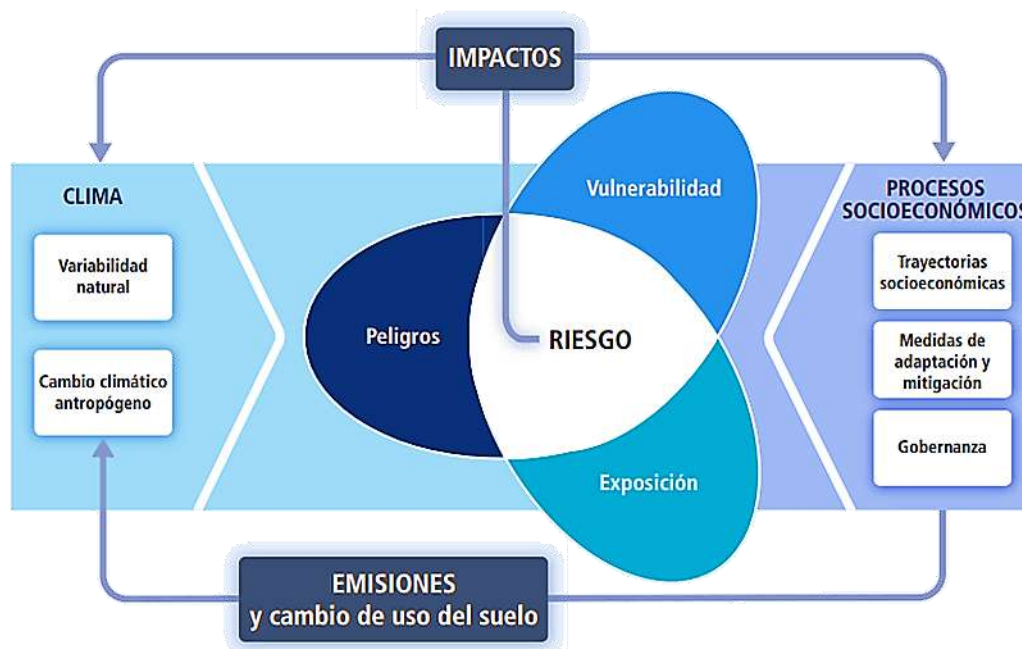 IMPACTOS
CLIMA
Variabilidad
natural
Cambio climático
antropógeno
Peligros
Vulnerabilidad
RIESGO
Exposición
PROCESOS
SOCIOECONÓMICOS
Trayectorias
socioeconómicas
Medidas de
adaptación y
mitigación
Gobernanza
EMISIONES
y cambio de uso del suelo